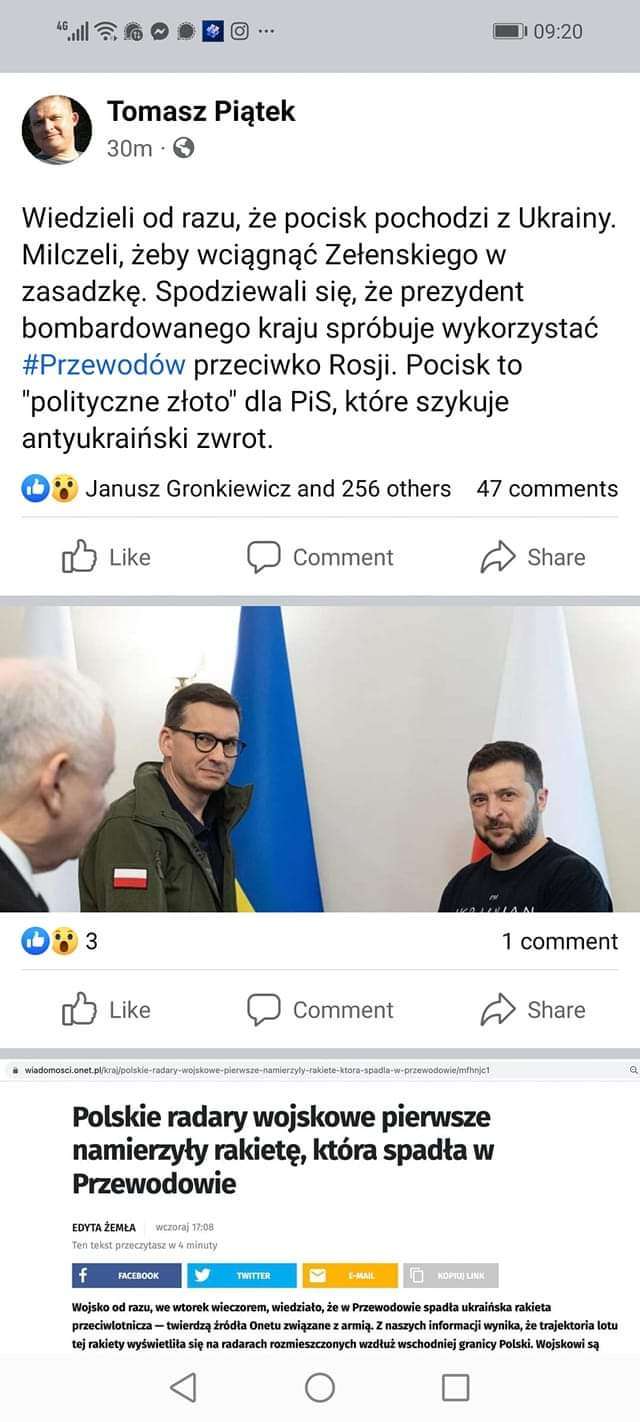 4G 09:20
Tomasz Piątek
30m ·
Wiedzieli od razu, że pocisk pochodzi z Ukrainy.
Milczeli, żeby wciągnąć Zełenskiego w
zasadzkę. Spodziewali się, że prezydent
bombardowanego kraju spróbuje wykorzystać
#Przewodów przeciwko Rosji. Pocisk to
"polityczne złoto" dla PiS, które szykuje
antyukraiński zwrot.
Janusz Gronkiewicz and 256 others 47 comments
Like Comment Share
3 1 comment
Like Comment Share
wiadomosci.onet.pl/kraj/polskie-radary-wojskowe-pierwsze-namierzyly-rakiete-ktora-spadla-w-przewodowie/mfhnjc1
Polskie radary wojskowe pierwsze
namierzyły rakietę, która spadła w
Przewodowie
EDYTA ŻEMŁA wczoraj 17:08
Ten tekst przeczytasz w 4 minuty
FACEBOOK TWITTER E-MAIL KOPIUJ LINK
Wojsko od razu, we wtorek wieczorem, wiedziało, że w Przewodowie spadła ukraińska rakieta
przeciwlotnicza — twierdzą źródła Onetu związane z armią. Z naszych informacji wynika, że trajektoria lotu
tej rakiety wyświetliła się na radarach rozmieszczonych wzdłuż wschodniej granicy Polski. Wojskowi są